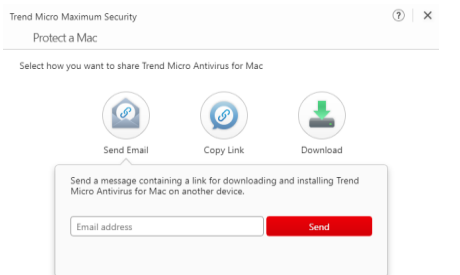 Trend Micro Maximum Security
?
Protect a Mac
Select how you want to share Trend Micro Antivirus for Mac
Send Email
Copy Link
Download
Send a message containing a link for downloading and installing Trend
Micro Antivirus for Mac on another device.
Email address
Send